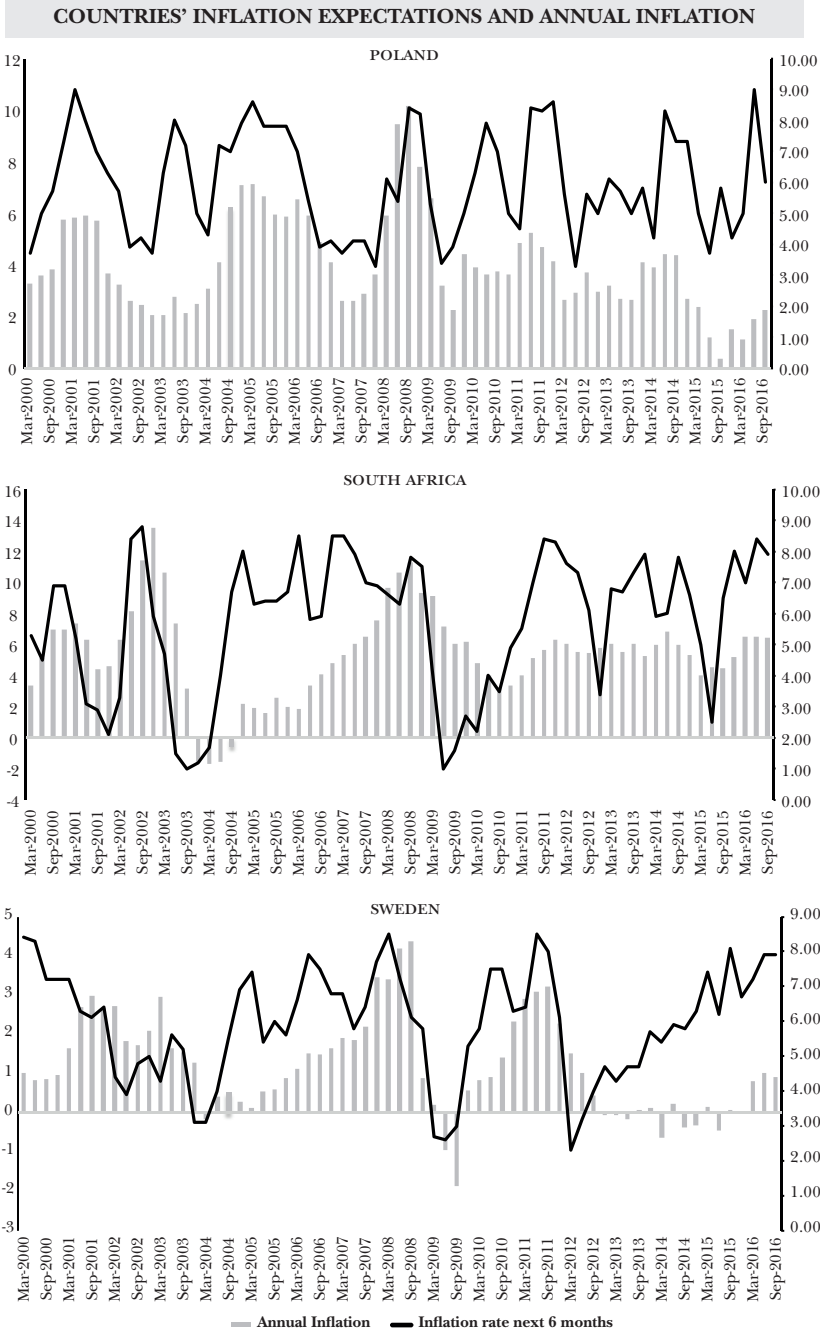 COUNTRIES' INFLATION EXPECTATIONS AND ANNUAL INFLATION
POLAND
12
10
8
6
4
2
0
10.00
9.00
8.00
7.00
6.00
5.00
4.00
3.00
2.00
1.00
0.00
Mar-2000
Sep-2000
Mar-2001
Sep-2001
Mar-2002
Sep-2002
Mar-2003
Sep-2003
Mar-2004
Sep-2004
Mar-2005
Sep-2005
Mar-2006
Sep-2006
Mar-2007
Sep-2007
Mar-2008
Sep-2008
Mar-2009
Sep-2009
Mar-2010
Sep-2010
Mar-2011
Sep-2011
Mar-2012
Sep-2012
Mar-2013
Sep-2013
Mar-2014
Sep-2014
Mar-2015
Sep-2015
Mar-2016
Sep-2016
SOUTH AFRICA
16
14
12
10
8
6
4
2
0
-2
-4
10.00
9.00
8.00
7.00
6.00
5.00
4.00
3.00
2.00
1.00
0.00
Mar-2000
Sep-2000
Mar-2001
Sep-2001
Mar-2002
Sep-2002
Mar-2003
Sep-2003
Mar-2004
Sep-2004
Mar-2005
Sep-2005
Mar-2006
Sep-2006
Mar-2007
Sep-2007
Mar-2008
Sep-2008
Mar-2009
Sep-2009
Mar-2010
Sep-2010
Mar-2011
Sep-2011
Mar-2012
Sep-2012
Mar-2013
Sep-2013
Mar-2014
Sep-2014
Mar-2015
Sep-2015
Mar-2016
Sep-2016
SWEDEN
5
4
3
2
1
0
-1
-2
-3
9.00
8.00
7.00
6.00
5.00
4.00
3.00
2.00
1.00
0.00
Mar-2000
Sep-2000
Mar-2001
Sep-2001
Mar-2002
Sep-2002
Mar-2003
Sep-2003
Mar-2004
Sep-2004
Mar-2005
Sep-2005
Mar-2006
Sep-2006
Mar-2007
Sep-2007
Mar-2008
Sep-2008
Mar-2009
Sep-2009
Mar-2010
Sep-2010
Mar-2011
Sep-2011
Mar-2012
Sep-2012
Mar-2013
Sep-2013
Mar-2014
Sep-2014
Mar-2015
Sep-2015
Mar-2016
Sep-2016
Annual Inflation Inflation rate next 6 months